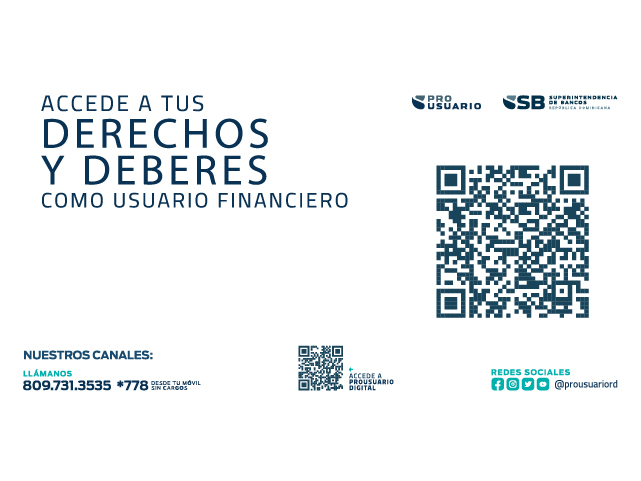 ACCEDE A TUS
DERECHOS
Y DEBERES
COMO USUARIO FINANCIERO
PRO
USUARIO
SB
SUPERINTENDENCIA
DE BANCOS
REPÚBLICA DOMINICANA
NUESTROS CANALES:
LLÁMANOS
809.731.3535 *778 DESDE TU MÓVIL
SIN CARGOS
ACCEDE A
PROUSUARIO
DIGITAL
REDES SOCIALES
@prousuariord